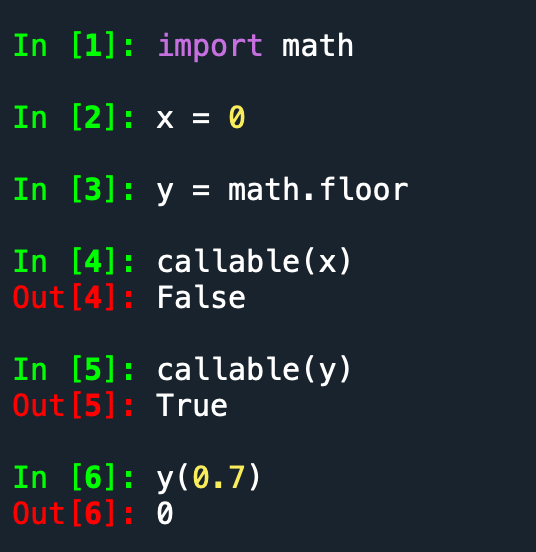 In [1]: import math
In [2]: x = 0
In [3]: y = math.floor
In [4]: callable(x)
Out[4]: False
In [5]: callable(y)
Out[5]: True
In [6]: y(0.7)
Out[6]: 0